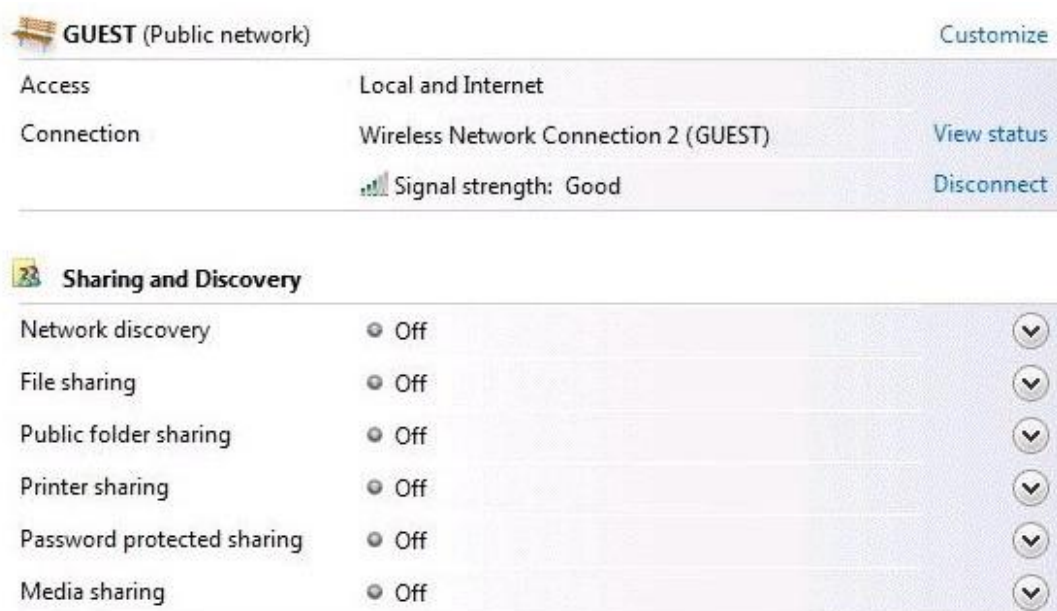 GUEST (Public network) Customize
Access Local and Internet
Connection Wireless Network Connection 2 (GUEST) View status
Signal strength: Good Disconnect
Sharing and Discovery
Network discovery Off
File sharing Off
Public folder sharing Off
Printer sharing Off
Password protected sharing Off
Media sharing Off